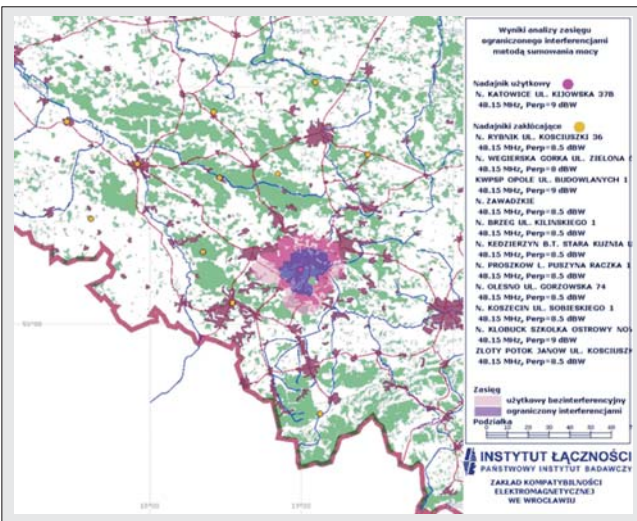 Wyniki analizy zasięgu
ograniczonego interferencjami
metodą sumowania mocy
Nadajnik użytkowy
N. KATOWICE UL. KIJOWSKA 37B
48.15 MHz, Perp=9 dBW
Nadajniki zakłócające
N. RYBNIK UL. KOSCIUSZKI 36
48.15 MHz, Perp=8.5 dBW
N. WEGIERSKA GORKA UL. ZIELONA
48.15 MHz, Perp=8 dBW
KWPSP OPOLE UL. BUDOWLANYCH 1
48.15 MHz, Perp=9 dBW
N. ZAWADZKIE
48.15 MHz, Perp=8.5 dBW
N. BRZEG UL. KILINSKIEGO 1
48.15 MHz, Perp=8.5 dBW
N. KEDZIERZYN B.T. STARA KUZNIA
48.15 MHz, Perp=8.5 dBW
N. PROSZKOW L. PUSZYNA RACZKA 1
48.15 MHz, Perp=8.5 dBW
N. OLESNO UL. GORZOWSKA 74
48.15 MHz, Perp=8.5 dBW
N. KOSZECIN UL. SOBIESKIEGO 1
48.15 MHz, Perp=8.5 dBW
N. KLOBUCK SZKOLKA OSTROWY
48.15 MHz, Perp=9 dBW
ZLOTY POTOK JANOW UL. KOSCIUSZK
48.15 MHz, Perp=8.5 dBW
Zasięg
użytkowy bezinterferencyjny
ograniczony interferencjami
Podziałka
0 10 20 30 40 50 60
INSTYTUT ŁĄCZNOŚCI
PAŃSTWOWY INSTYTUT BADAWCZY
ZAKŁAD KOMPATYBILNOŚCI
ELEKTROMAGNETYCZNEJ
WE WROCŁAWIU